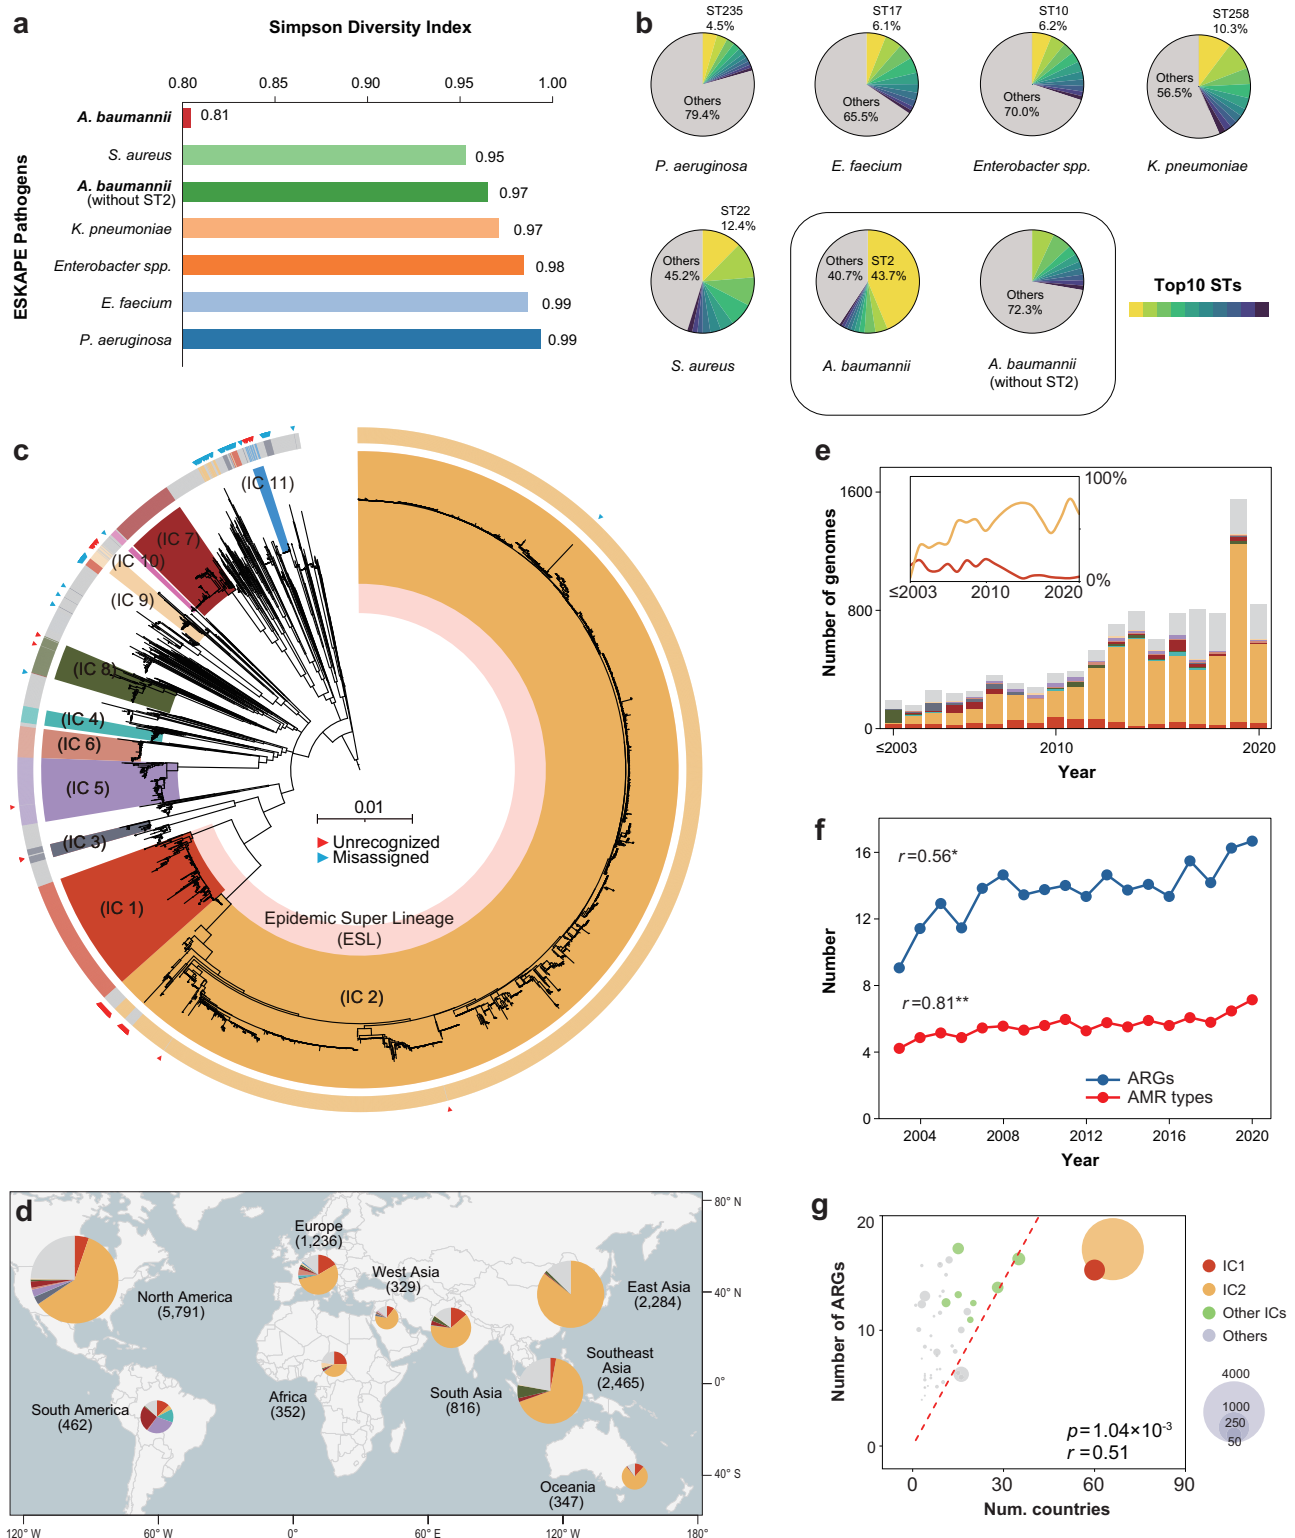 a
Simpson Diversity Index
0.80
0.85
0.90
0.95
1.00
ESKAPE Pathogens
A. baumannii
0.81
S. aureus
0.95
A. baumannii
(without ST2)
0.97
K. pneumoniae
0.97
Enterobacter spp.
0.98
E. faecium
0.99
P. aeruginosa
0.99
b
ST235
4.5%
Others
79.4%
P. aeruginosa
ST17
6.1%
Others
65.5%
E. faecium
ST10
6.2%
Others
70.0%
Enterobacter spp.
ST258
10.3%
Others
56.5%
K. pneumoniae
ST22
12.4%
Others
45.2%
S. aureus
Others
40.7%
ST2
43.7%
A. baumannii
Others
72.3%
A. baumannii
(without ST2)
Top10 STs
c
(IC 11)
(IC 7)
(IC 10)
(IC 9)
(IC 8)
(IC 4)
(IC 6)
(IC 5)
(IC 3)
(IC 1)
(IC 2)
0.01
Unrecognized
Misassigned
Epidemic Super Lineage
(ESL)
e
Number of genomes
1600
800
0
100%
0%
≤2003
2010
2020
≤2003
2010
2020
Year
f
Number
16
12
8
4
0
r=0.56*
r=0.81**
ARGs
AMR types
2004
2008
2012
2016
2020
Year
d
North America
(5,791)
South America
(462)
Europe
(1,236)
West Asia
(329)
Africa
(352)
South Asia
(816)
East Asia
(2,284)
Southeast
Asia
(2,465)
Oceania
(347)
80° N
40° N
0°
40° S
120° W
60° W
0°
60° E
120° W
180°
g
Number of ARGs
20
10
0
p=1.04×10-3
r=0.51
0
30
60
90
Num. countries
IC1
IC2
Other ICs
Others
4000
1000
250
50